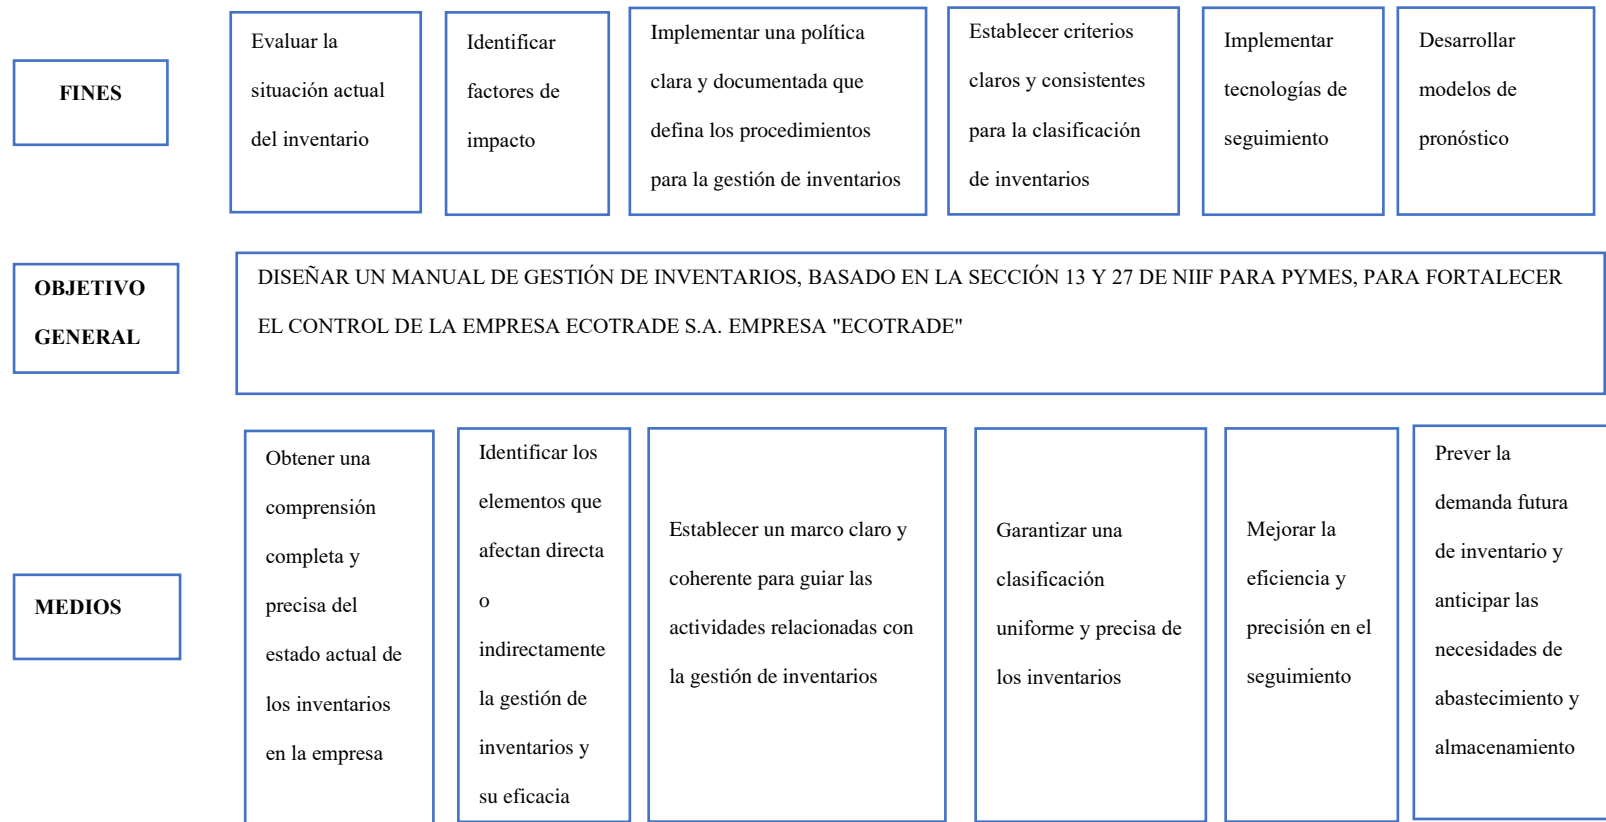 FINES
Evaluar la
situación actual
del inventario
Identificar
factores de
impacto
Implementar una política
clara y documentada que
defina los procedimientos
para la gestión de inventarios
Establecer criterios
claros y consistentes
para la clasificación
de inventarios
Implementar
tecnologías de
seguimiento
Desarrollar
modelos de
pronóstico
OBJETIVO
GENERAL
DISEÑAR UN MANUAL DE GESTIÓN DE INVENTARIOS, BASADO EN LA SECCIÓN 13 Y 27 DE NIIF PARA PYMES, PARA FORTALECER
EL CONTROL DE LA EMPRESA ECOTRADE S.A. EMPRESA "ECOTRADE"
MEDIOS
Obtener una
comprensión
completa y
precisa del
estado actual de
los inventarios
en la empresa
Identificar los
elementos que
afectan directa
o
indirectamente
la gestión de
inventarios y
su eficacia
Establecer un marco claro y
coherente para guiar las
actividades relacionadas con
la gestión de inventarios
Garantizar una
clasificación
uniforme y precisa de
los inventarios
Mejorar la
eficiencia y
precisión en el
seguimiento
Prever la
demanda futura
de inventario y
anticipar las
necesidades de
abastecimiento y
almacenamiento